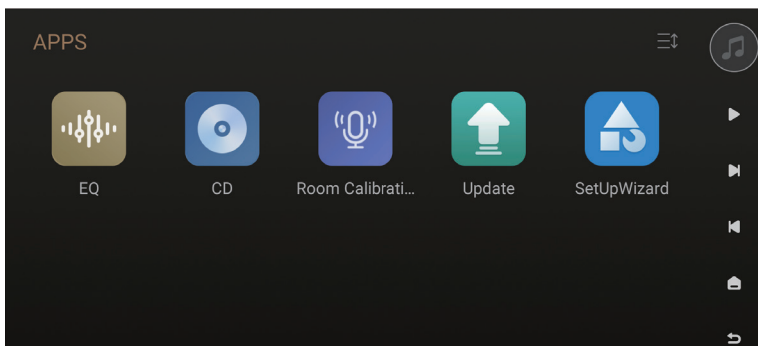 APPS
EQ
CD
Room Calibrati...
Update
SetUpWizard